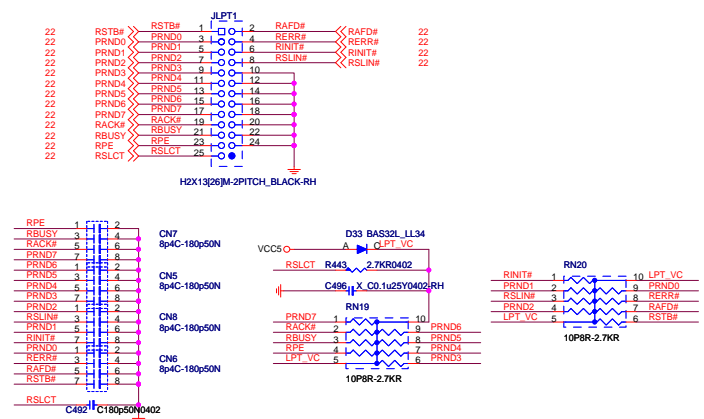 JLPT1
22 RSTB# RSTB# 1 2 RAFD# RAFD# 22
22 PRND0 PRND0 3 4 RERR# RERR# 22
22 PRND1 PRND1 5 6 RINIT# RINIT# 22
22 PRND2 PRND2 7 8 RSLIN# RSLIN# 22
22 PRND3 PRND3 9 10
22 PRND4 PRND4 11 12
22 PRND5 PRND5 13 14
22 PRND6 PRND6 15 16
22 PRND7 PRND7 17 18
22 RACK# RACK# 19 20
22 RBUSY RBUSY 21 22
22 RPE RPE 23 24
22 RSLCT RSLCT 25
H2X13[26]M-2PITCH_BLACK-RH
RPE 1 2
RBUSY 3 4
RACK# 5 6
PRND7 7 8
CN7
8p4C-180p50N
PRND6 1 2
PRND5 3 4
PRND4 5 6
PRND3 7 8
CN5
8p4C-180p50N
PRND2 1 2
RSLIN# 3 4
PRND1 5 6
RINIT# 7 8
CN8
8p4C-180p50N
PRND0 1 2
RERR# 3 4
RAFD# 5 6
RSTB# 7 8
CN6
8p4C-180p50N
RSLCT
C492 C180p50N0402
D33 BAS32L_LL34
VCC5 A C LPT_VC
RSLCT R443 2.7KR0402
C496 X_C0.1u25Y0402-RH
RN19
PRND7 1 10
RACK# 2 9 PRND6
RBUSY 3 8 PRND5
RPE 4 7 PRND4
LPT_VC 5 6 PRND3
10P8R-2.7KR
RN20
RINIT# 1 10 LPT_VC
PRND1 2 9 PRND0
RSLIN# 3 8 RERR#
PRND2 4 7 RAFD#
LPT_VC 5 6 RSTB#
10P8R-2.7KR